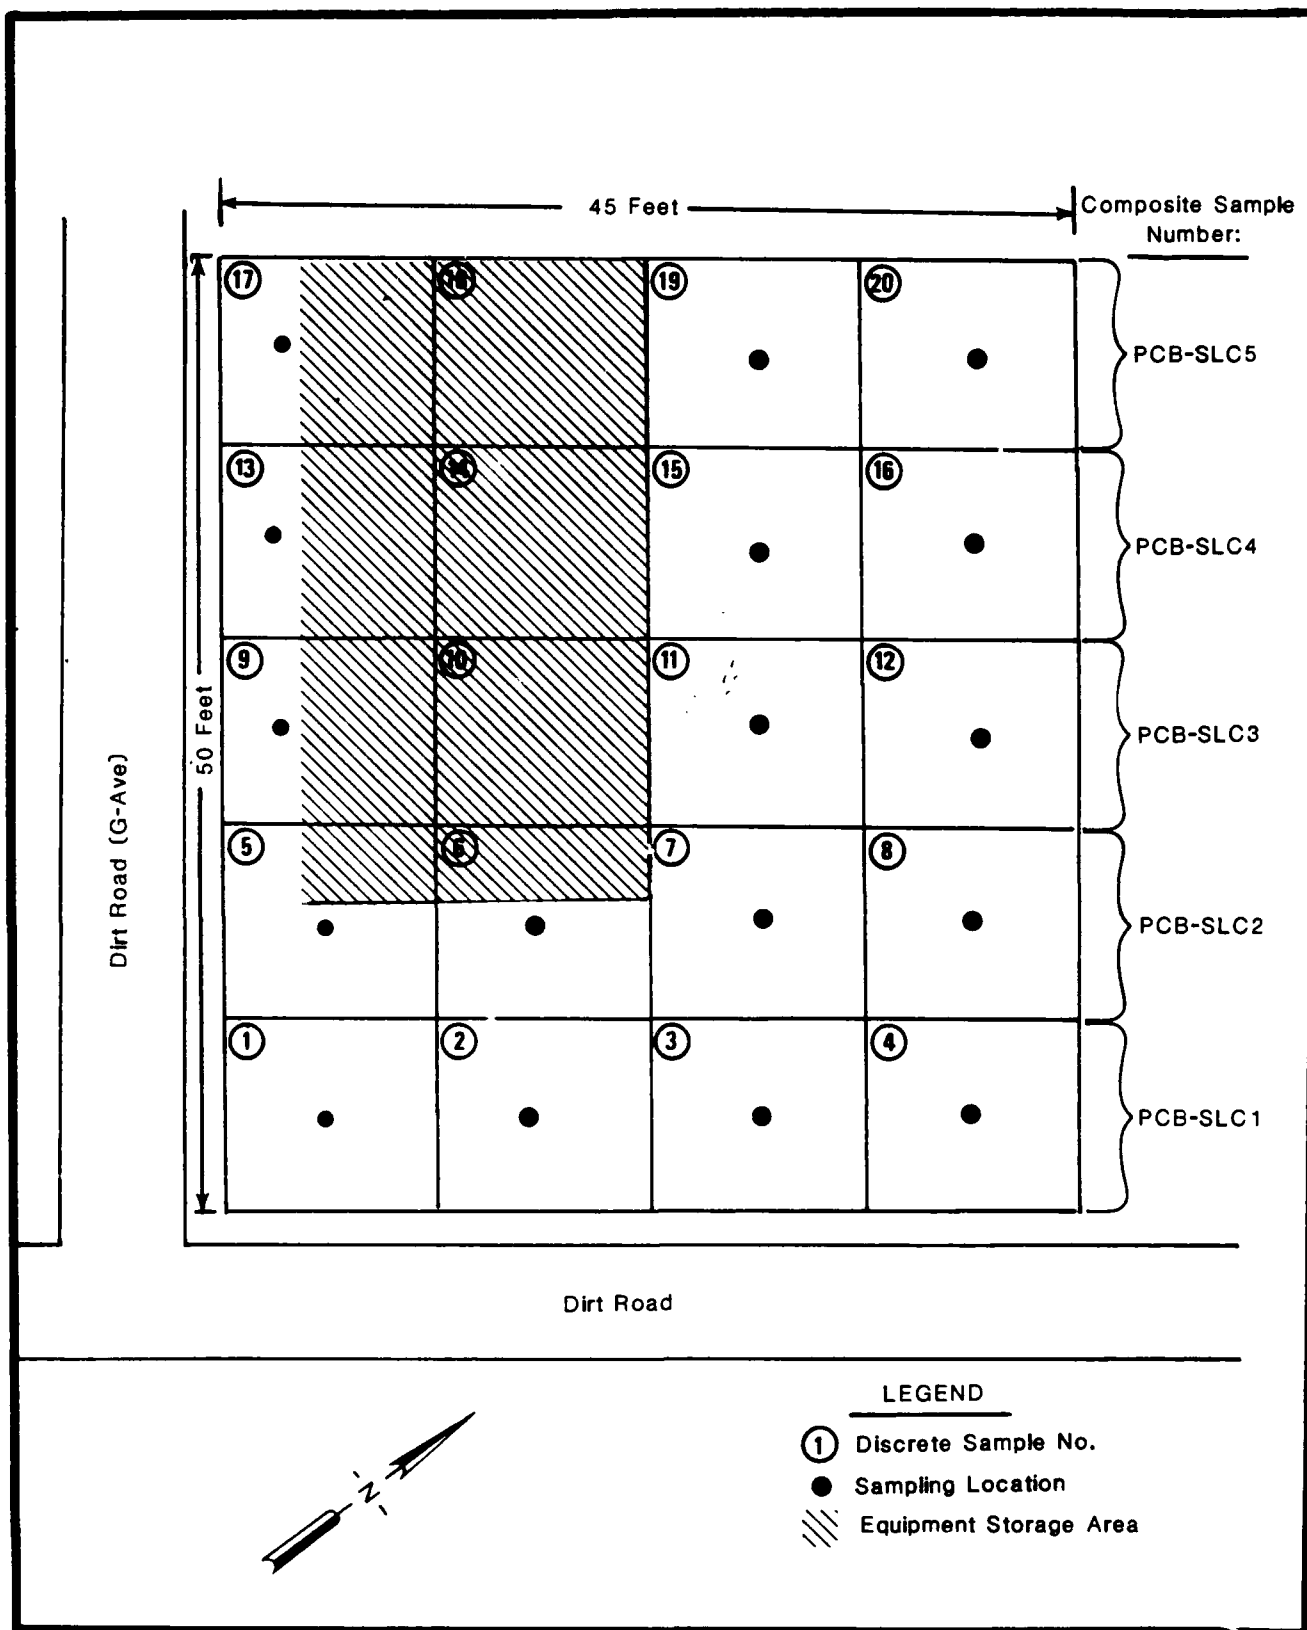 45 Feet
Composite Sample
Number:
17
18
19
20
PCB-SLC5
13
14
15
16
PCB-SLC4
9
10
11
12
PCB-SLC3
50 Feet
Dirt Road (G-Ave)
5
6
7
8
PCB-SLC2
1
2
3
4
PCB-SLC1
Dirt Road
LEGEND
1 Discrete Sample No.
Sampling Location
Equipment Storage Area
N